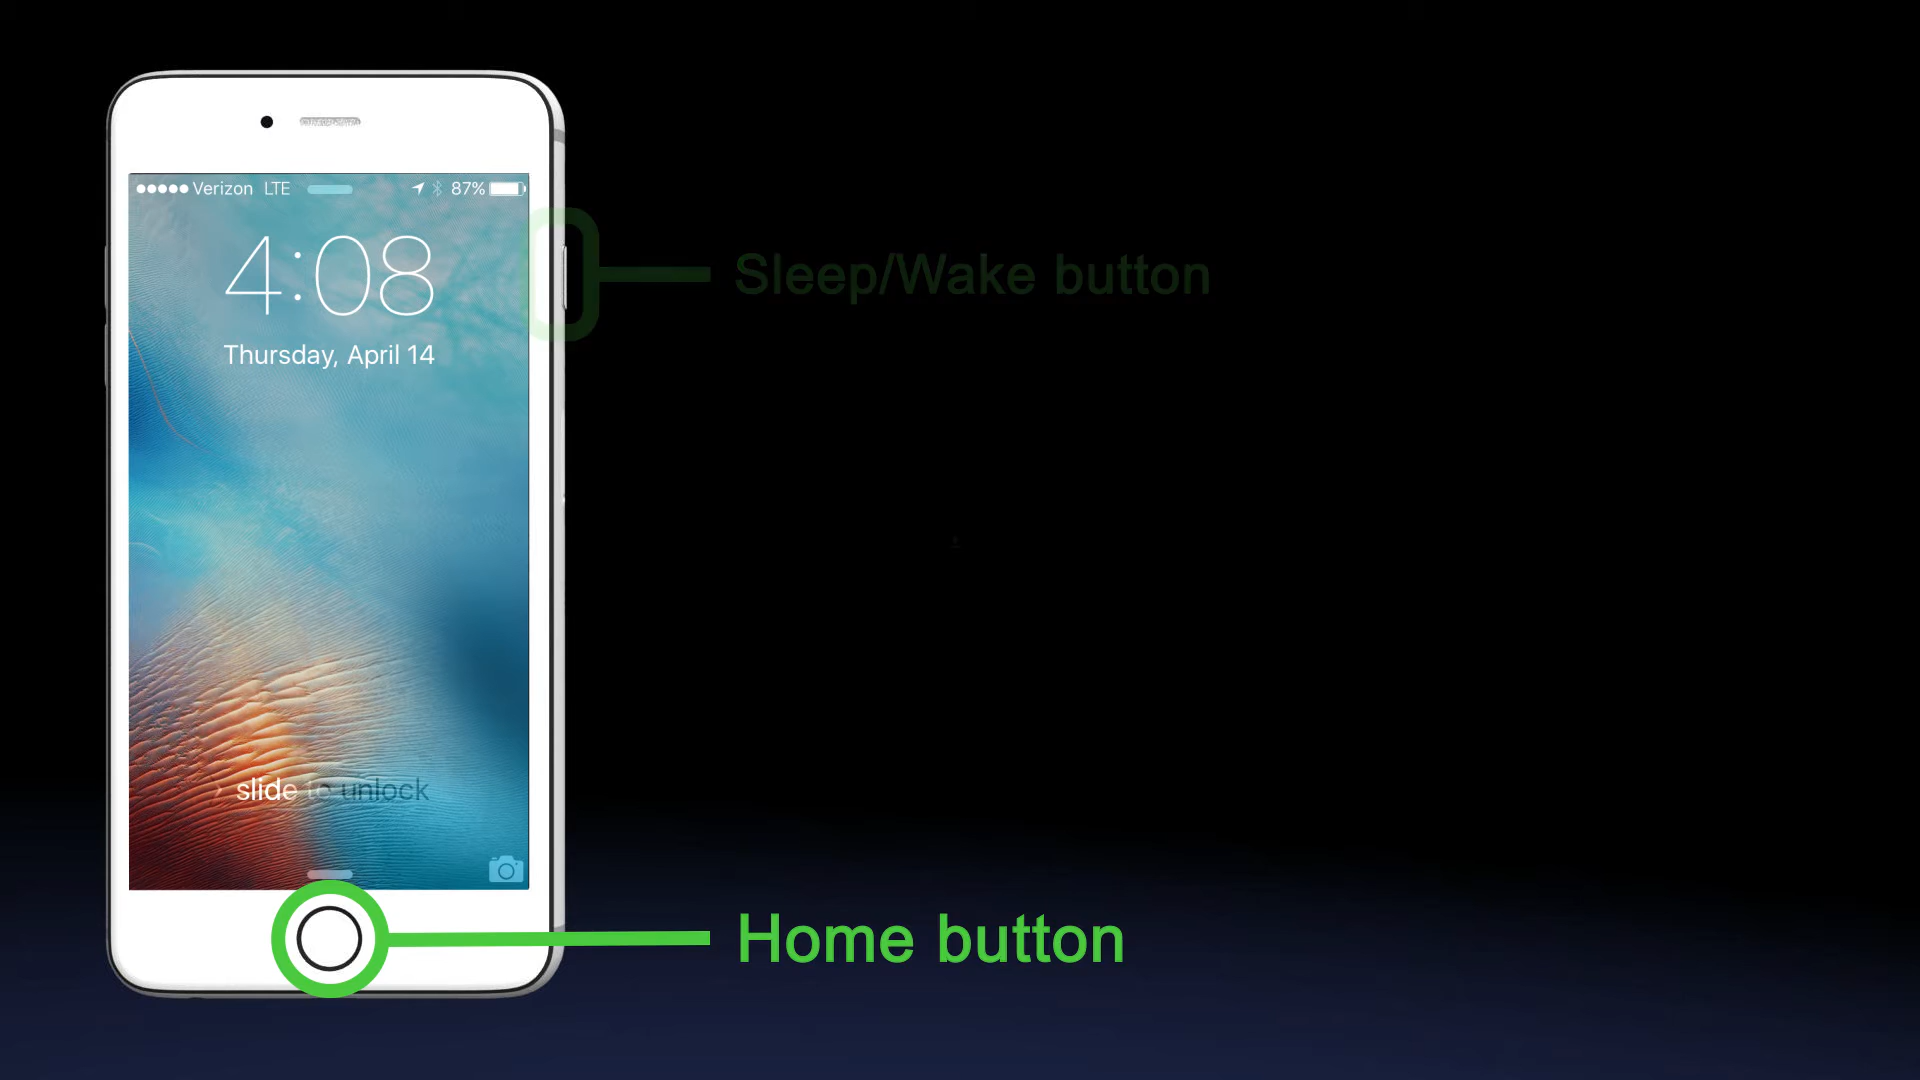 Verizon LTE 87%
4:08
Thursday, April 14
Sleep/Wake button
> slide to unlock
Home button